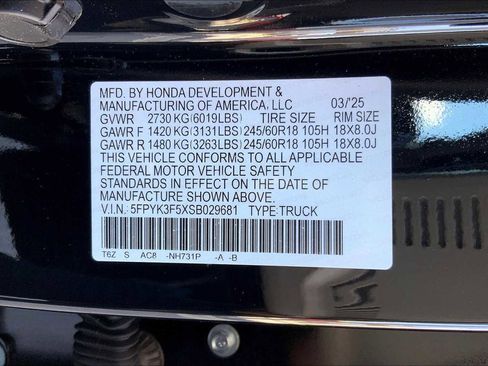 MFD. BY HONDA DEVELOPMENT &
MANUFACTURING OF AMERICA, LLC 03/'25
GVWR 2730 KG (6019LBS) TIRE SIZE RIM SIZE
GAWR F 1420 KG (3131LBS) 245/60R18 105H 18X8.0J
GAWR R 1480 KG (3263LBS) 245/60R18 105H 18X8.0J
THIS VEHICLE CONFORMS TO ALL APPLICABLE
FEDERAL MOTOR VEHICLE SAFETY
STANDARDS IN EFFECT ON THE DATE OF
MANUFACTURE SHOWN ABOVE.
V.I.N.: 5FPYK3F5XSB029681 TYPE:TRUCK
T6Z S AC8 -NH731P -A -B